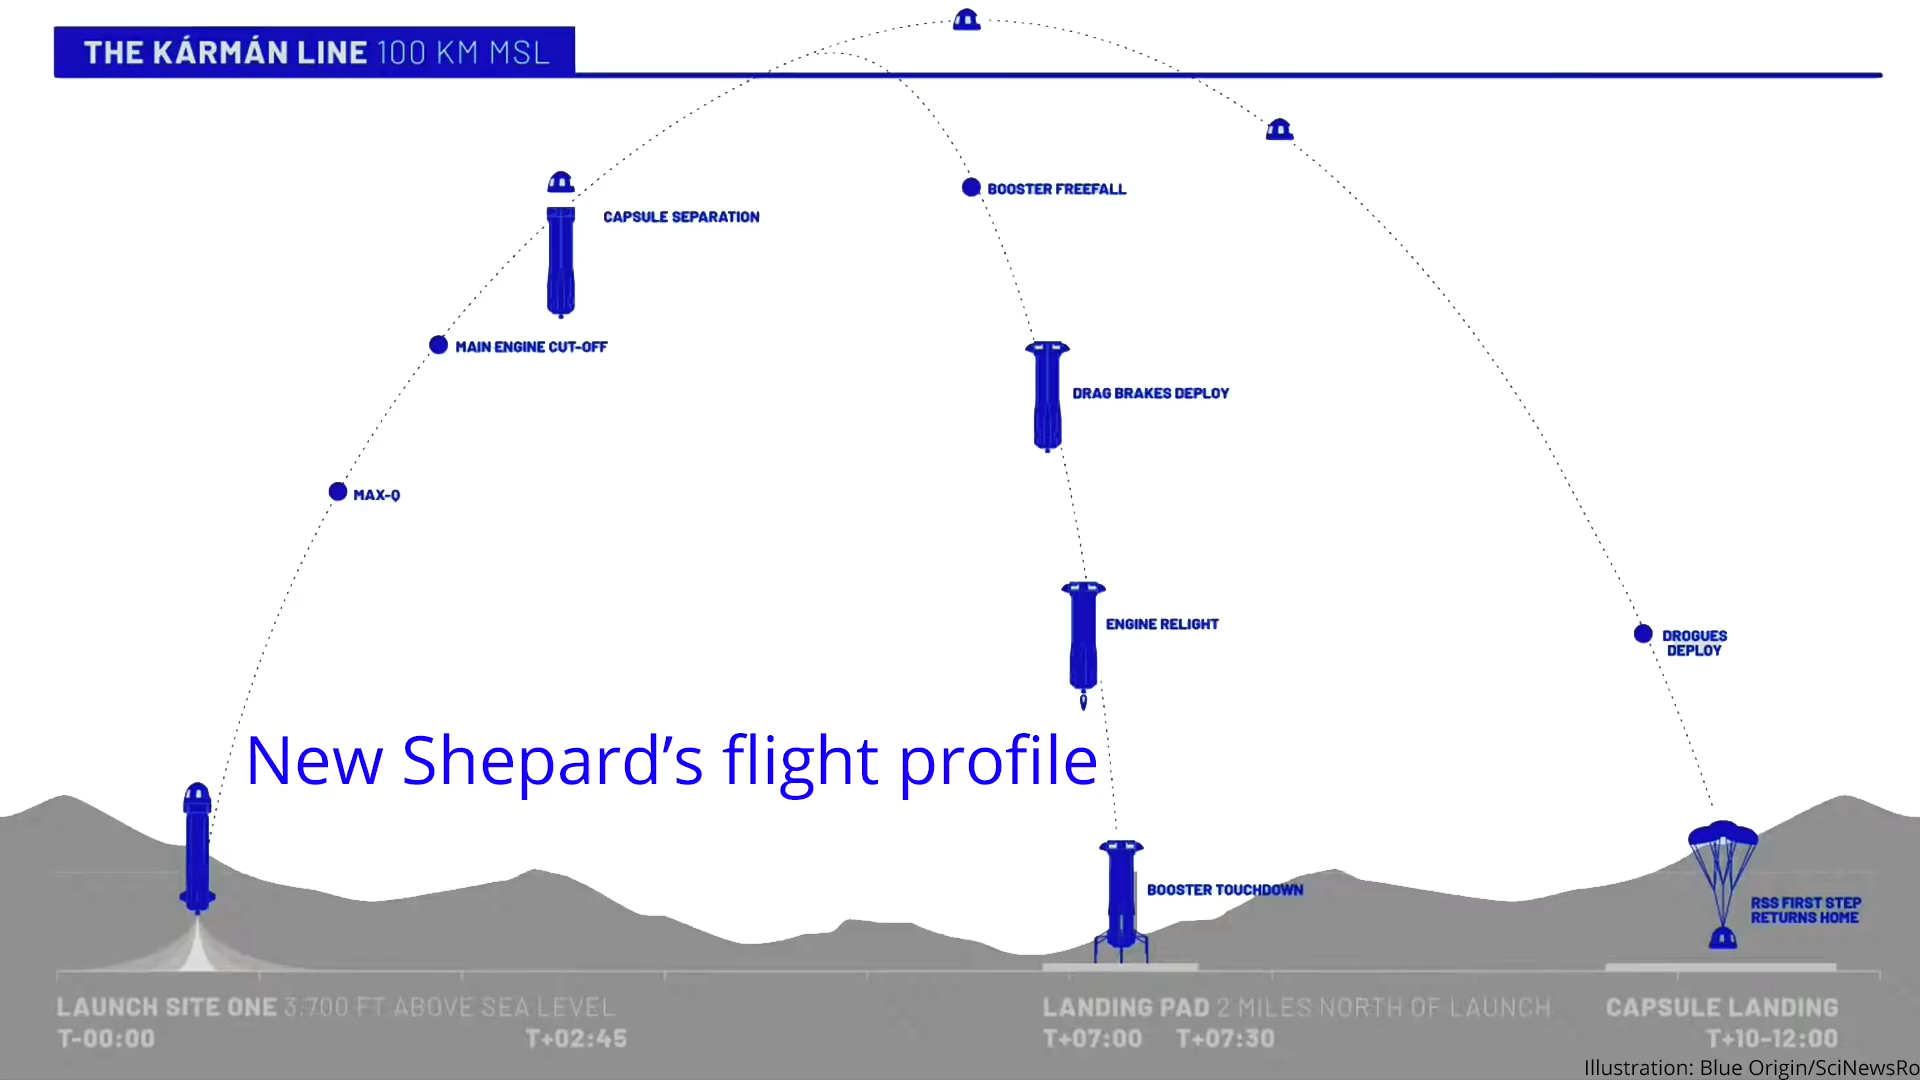 THE KÁRMÁN LINE 100 KM MSL
BOOSTER FREEFALL
CAPSULE SEPARATION
MAIN ENGINE CUT-OFF
DRAG BRAKES DEPLOY
MAX-Q
ENGINE RELIGHT
DROGUES
DEPLOY
New Shepard’s flight profile
BOOSTER TOUCHDOWN
RSS FIRST STEP
RETURNS HOME
LAUNCH SITE ONE 3,700 FT ABOVE SEA LEVEL
T-00:00 T+02:45
LANDING PAD 2 MILES NORTH OF LAUNCH
T+07:00 T+07:30
CAPSULE LANDING
T+10-12:00
Illustration: Blue Origin/SciNewsRo